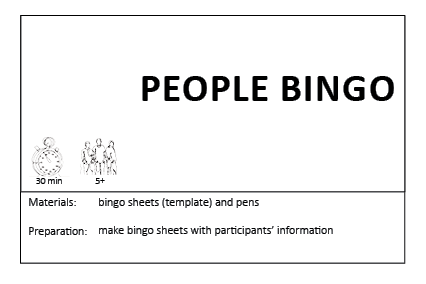 PEOPLE BINGO
30 min 5+
Materials: bingo sheets (template) and pens
Preparation: make bingo sheets with participants’ information